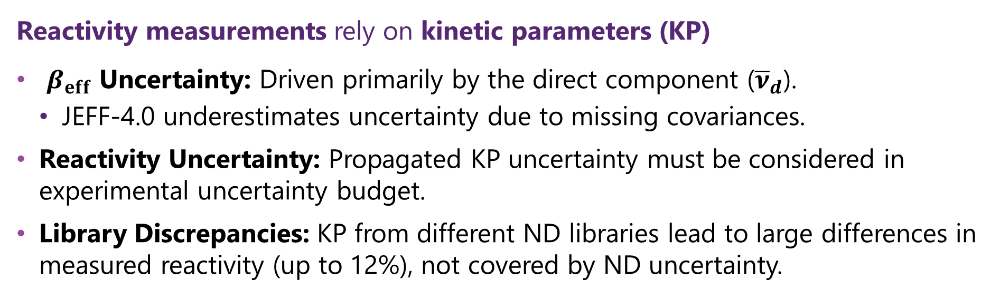 Reactivity measurements rely on kinetic parameters (KP)
• βeff Uncertainty: Driven primarily by the direct component (ν̅d).
• JEFF-4.0 underestimates uncertainty due to missing covariances.
• Reactivity Uncertainty: Propagated KP uncertainty must be considered in
experimental uncertainty budget.
• Library Discrepancies: KP from different ND libraries lead to large differences in
measured reactivity (up to 12%), not covered by ND uncertainty.